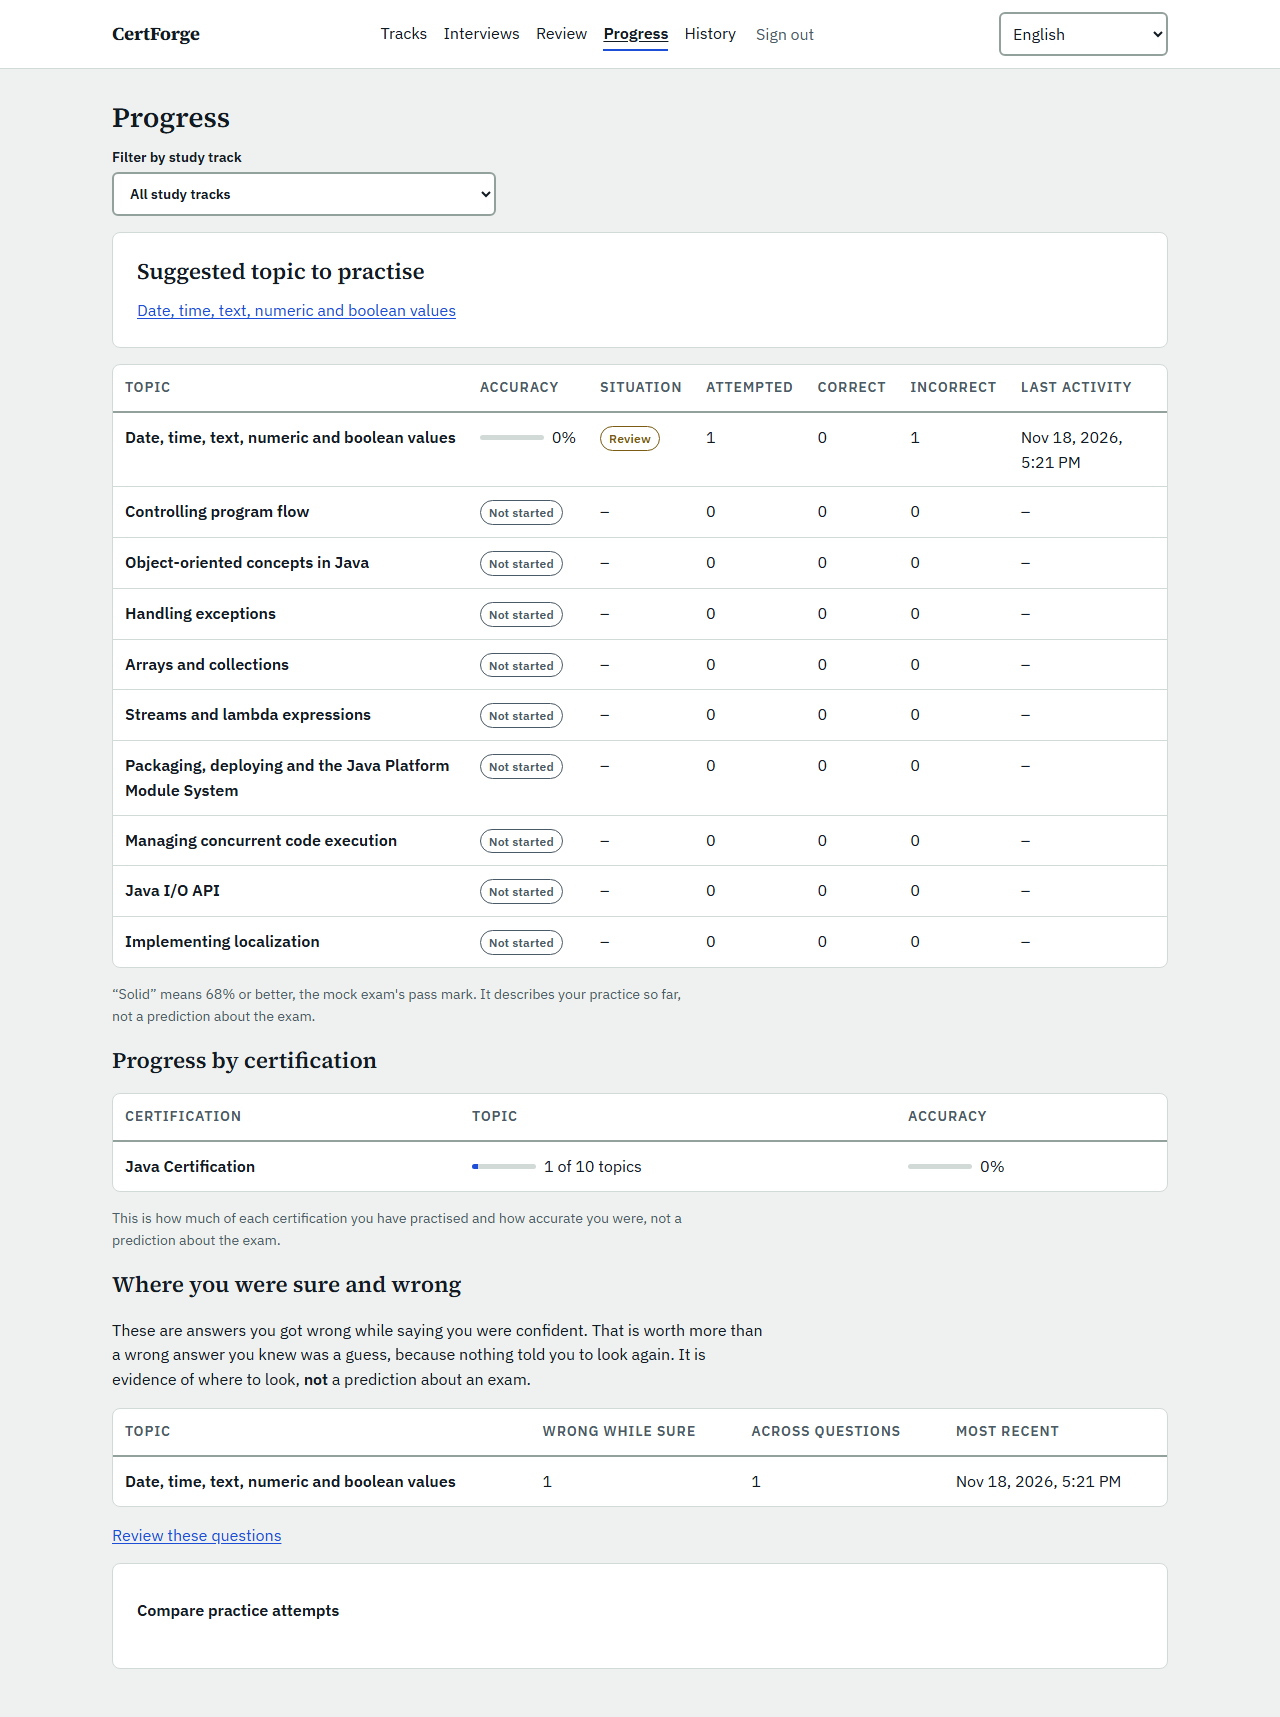 CertForge
Tracks Interviews Review Progress History Sign out
English
Progress
Filter by study track
All study tracks
Suggested topic to practise
Date, time, text, numeric and boolean values
TOPIC ACCURACY SITUATION ATTEMPTED CORRECT INCORRECT LAST ACTIVITY
Date, time, text, numeric and boolean values 0% Review 1 0 1 Nov 18, 2026,
5:21 PM
Controlling program flow Not started – 0 0 0 –
Object-oriented concepts in Java Not started – 0 0 0 –
Handling exceptions Not started – 0 0 0 –
Arrays and collections Not started – 0 0 0 –
Streams and lambda expressions Not started – 0 0 0 –
Packaging, deploying and the Java Platform Not started – 0 0 0 –
Module System
Managing concurrent code execution Not started – 0 0 0 –
Java I/O API Not started – 0 0 0 –
Implementing localization Not started – 0 0 0 –
“Solid” means 68% or better, the mock exam's pass mark. It describes your practice so far,
not a prediction about the exam.
Progress by certification
CERTIFICATION TOPIC ACCURACY
Java Certification 1 of 10 topics 0%
This is how much of each certification you have practised and how accurate you were, not a
prediction about the exam.
Where you were sure and wrong
These are answers you got wrong while saying you were confident. That is worth more than
a wrong answer you knew was a guess, because nothing told you to look again. It is
evidence of where to look, not a prediction about an exam.
TOPIC WRONG WHILE SURE ACROSS QUESTIONS MOST RECENT
Date, time, text, numeric and boolean values 1 1 Nov 18, 2026, 5:21 PM
Review these questions
Compare practice attempts